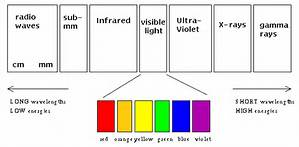 radio
waves
cm mm
sub-
mm
Infrared
visible
light
Ultra-
Violet
X-rays
gamma
rays
LONG wavelengths
LOW energies
SHORT wavelengths
HIGH energies
red orange yellow green blue violet